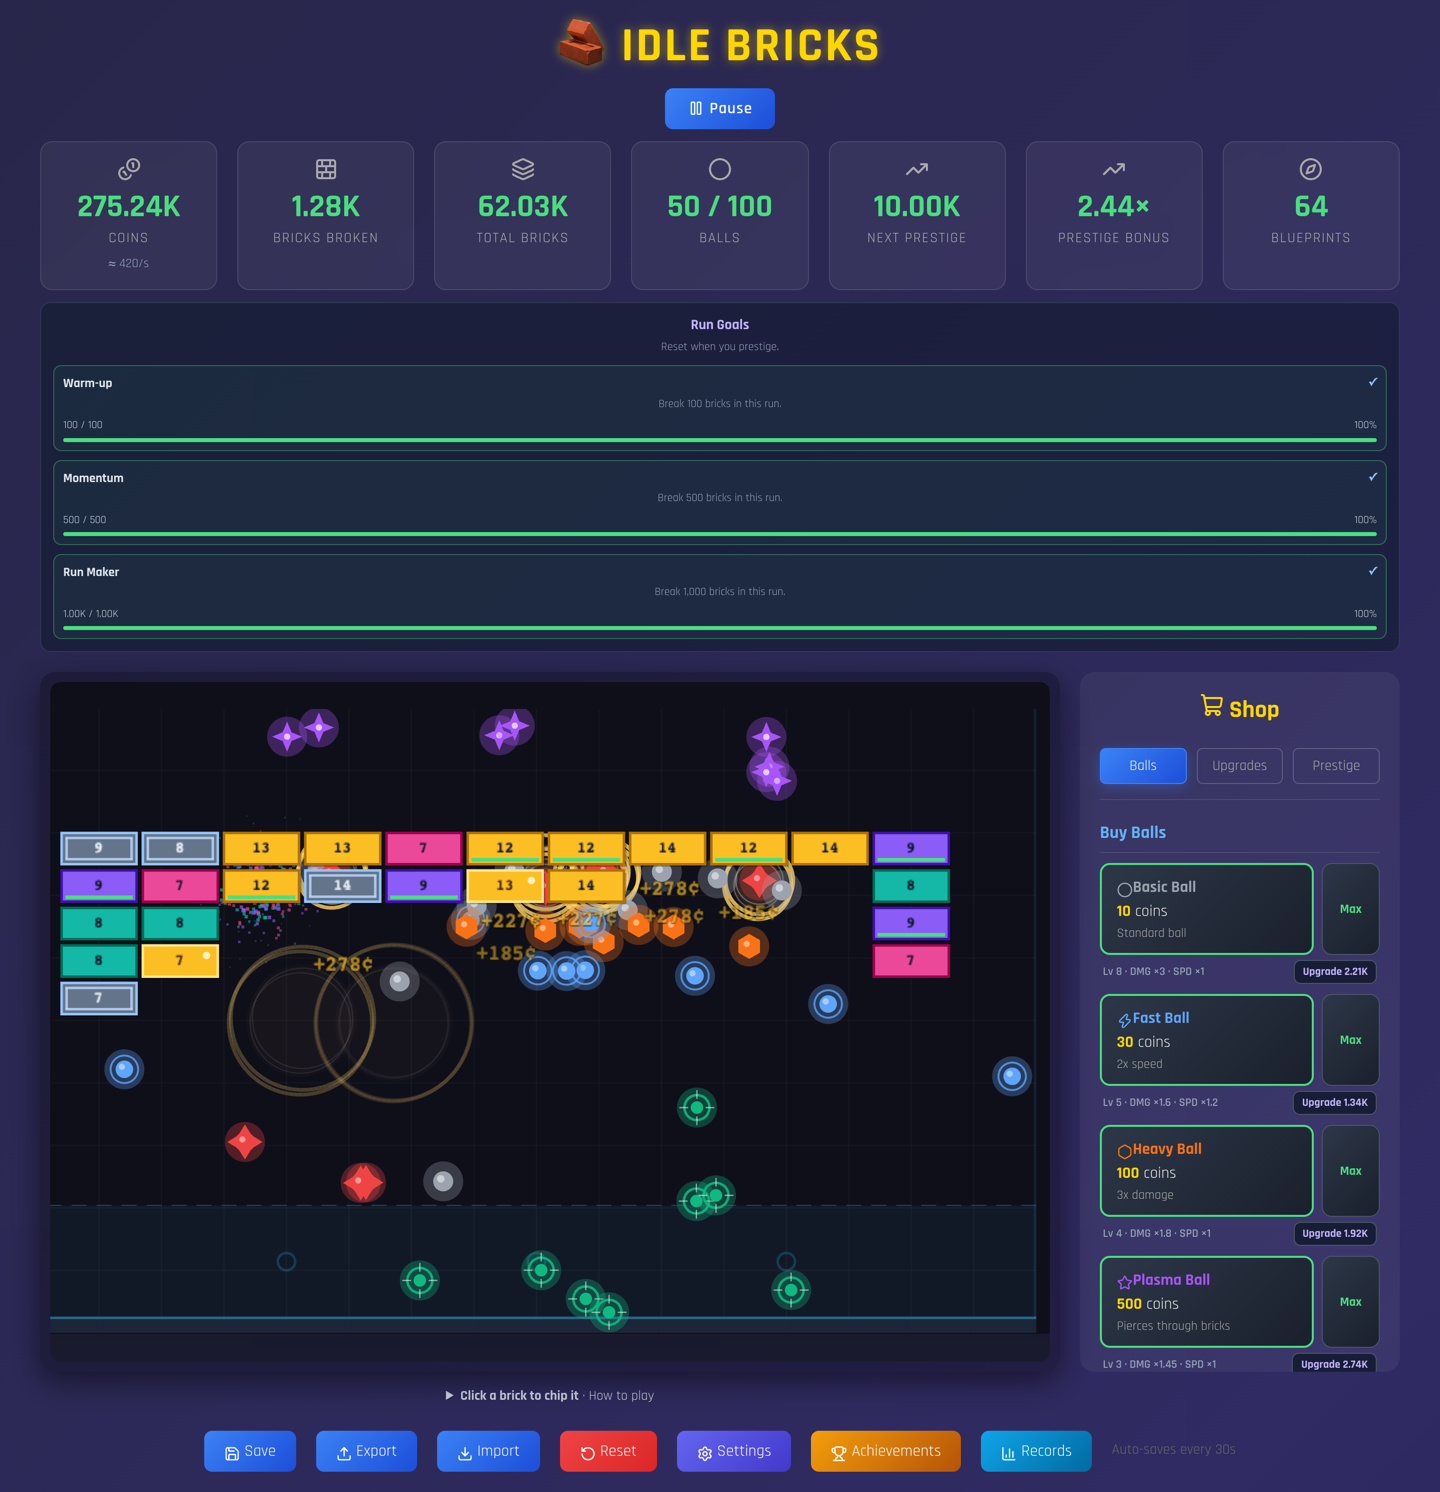 IDLE BRICKS
Pause
275.24K
COINS
≈ 420/s
1.28K
BRICKS BROKEN
62.03K
TOTAL BRICKS
50 / 100
BALLS
10.00K
NEXT PRESTIGE
2.44×
PRESTIGE BONUS
64
BLUEPRINTS
Run Goals
Reset when you prestige.
Warm-up
✓
Break 100 bricks in this run.
100 / 100
100%
Momentum
✓
Break 500 bricks in this run.
500 / 500
100%
Run Maker
✓
Break 1,000 bricks in this run.
1.00K / 1.00K
100%
9 8 13 13 7 12 12 14 12 14 9
9 7 12 14 9 13 14 8
+278¢
8 8 9
+227¢ +227¢ +278¢ +185¢
+185¢
8 7 7
+278¢
7
Shop
Balls
Upgrades
Prestige
Buy Balls
Basic Ball
10 coins
Standard ball
Max
Lv 8 · DMG ×3 · SPD ×1
Upgrade 2.21K
Fast Ball
30 coins
2x speed
Max
Lv 5 · DMG ×1.6 · SPD ×1.2
Upgrade 1.34K
Heavy Ball
100 coins
3x damage
Max
Lv 4 · DMG ×1.8 · SPD ×1
Upgrade 1.92K
Plasma Ball
500 coins
Pierces through bricks
Max
Lv 3 · DMG ×1.45 · SPD ×1
Upgrade 2.74K
▶ Click a brick to chip it · How to play
Save
Export
Import
Reset
Settings
Achievements
Records
Auto-saves every 30s